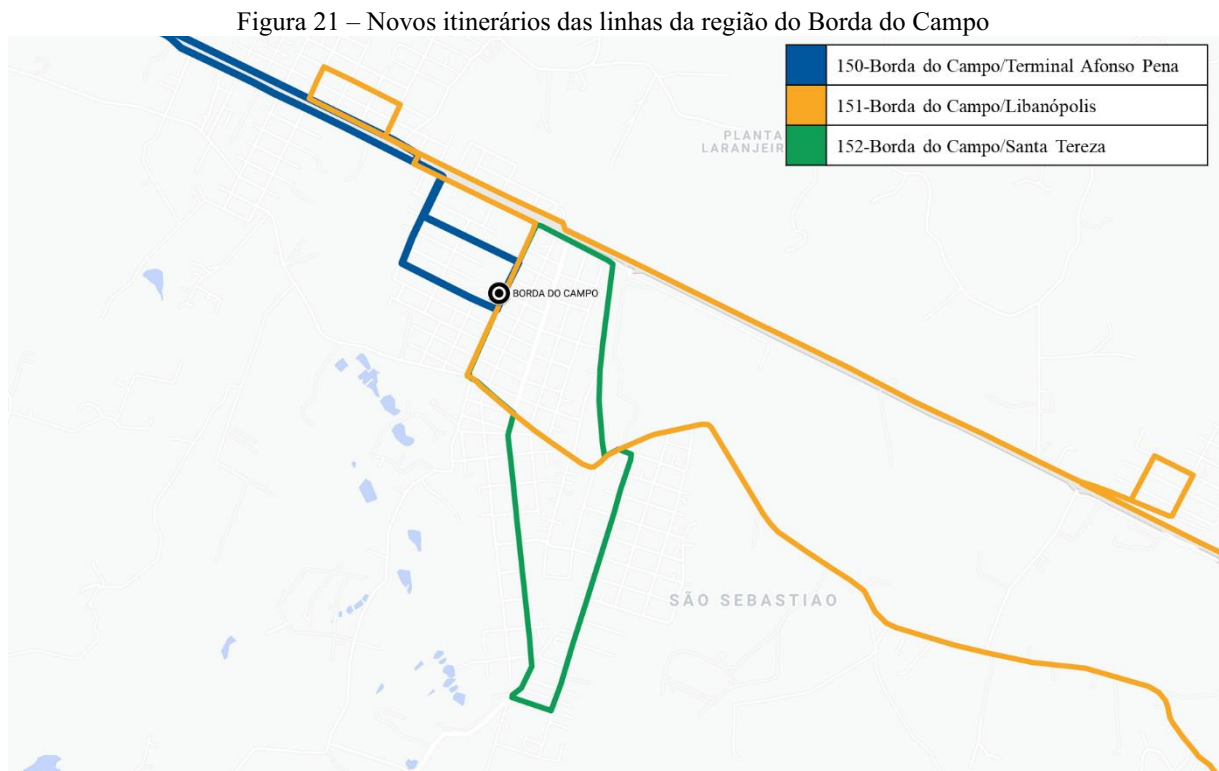 Figura 21 – Novos itinerários das linhas da região do Borda do Campo
150-Borda do Campo/Terminal Afonso Pena
151-Borda do Campo/Libanópolis
152-Borda do Campo/Santa Tereza
PLANTA
LARANJEIR
BORDA DO CAMPO
SÃO SEBASTIAO